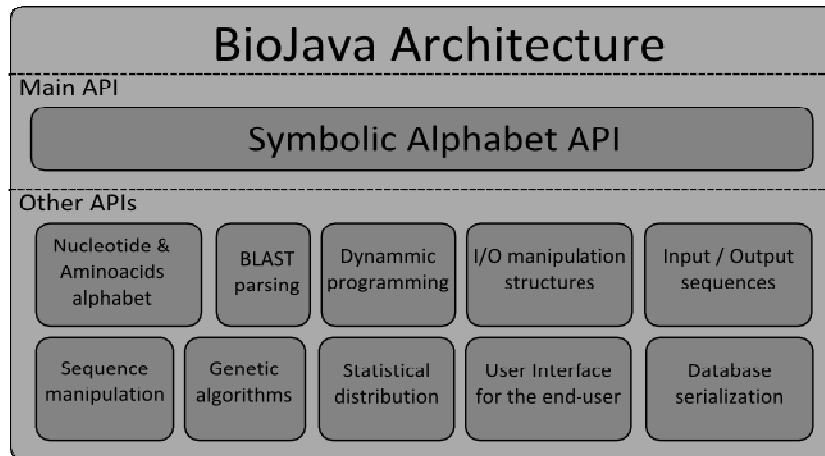 BioJava Architecture
Main API
Symbolic Alphabet API
Other APIs
Nucleotide &
Aminoacids
alphabet
BLAST
parsing
Dynammic
programming
I/O manipulation
structures
Input / Output
sequences
Sequence
manipulation
Genetic
algorithms
Statistical
distribution
User Interface
for the end-user
Database
serialization